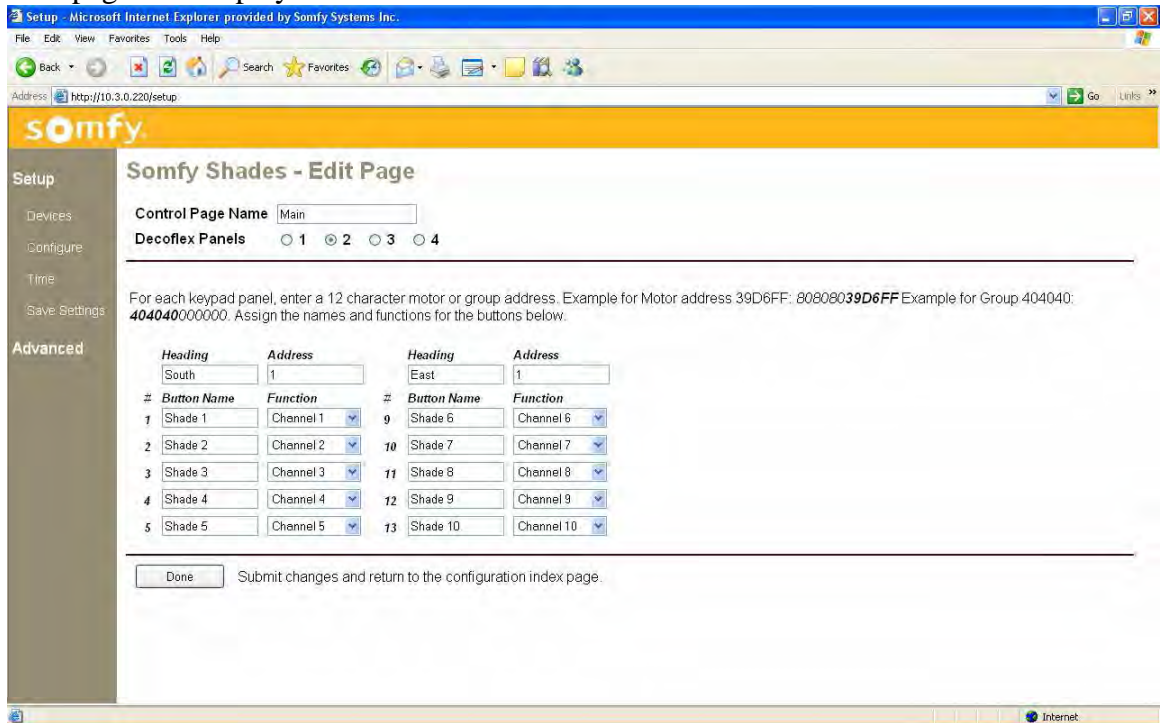 Setup - Microsoft Internet Explorer provided by Somfy Systems Inc.
File Edit View Favorites Tools Help
Back Search Favorites
Address http://10.3.0.220/setup Go Links »
somfy.
Setup
Devices
Configure
Time
Save Settings
Advanced
Somfy Shades - Edit Page
Control Page Name Main
Decoflex Panels 1 2 3 4
For each keypad panel, enter a 12 character motor or group address. Example for Motor address 39D6FF: 80808039D6FF Example for Group 404040:
404040000000. Assign the names and functions for the buttons below.
Heading Address Heading Address
South 1 East 1
# Button Name Function # Button Name Function
1 Shade 1 Channel 1 9 Shade 6 Channel 6
2 Shade 2 Channel 2 10 Shade 7 Channel 7
3 Shade 3 Channel 3 11 Shade 8 Channel 8
4 Shade 4 Channel 4 12 Shade 9 Channel 9
5 Shade 5 Channel 5 13 Shade 10 Channel 10
Done Submit changes and return to the configuration index page.
Internet